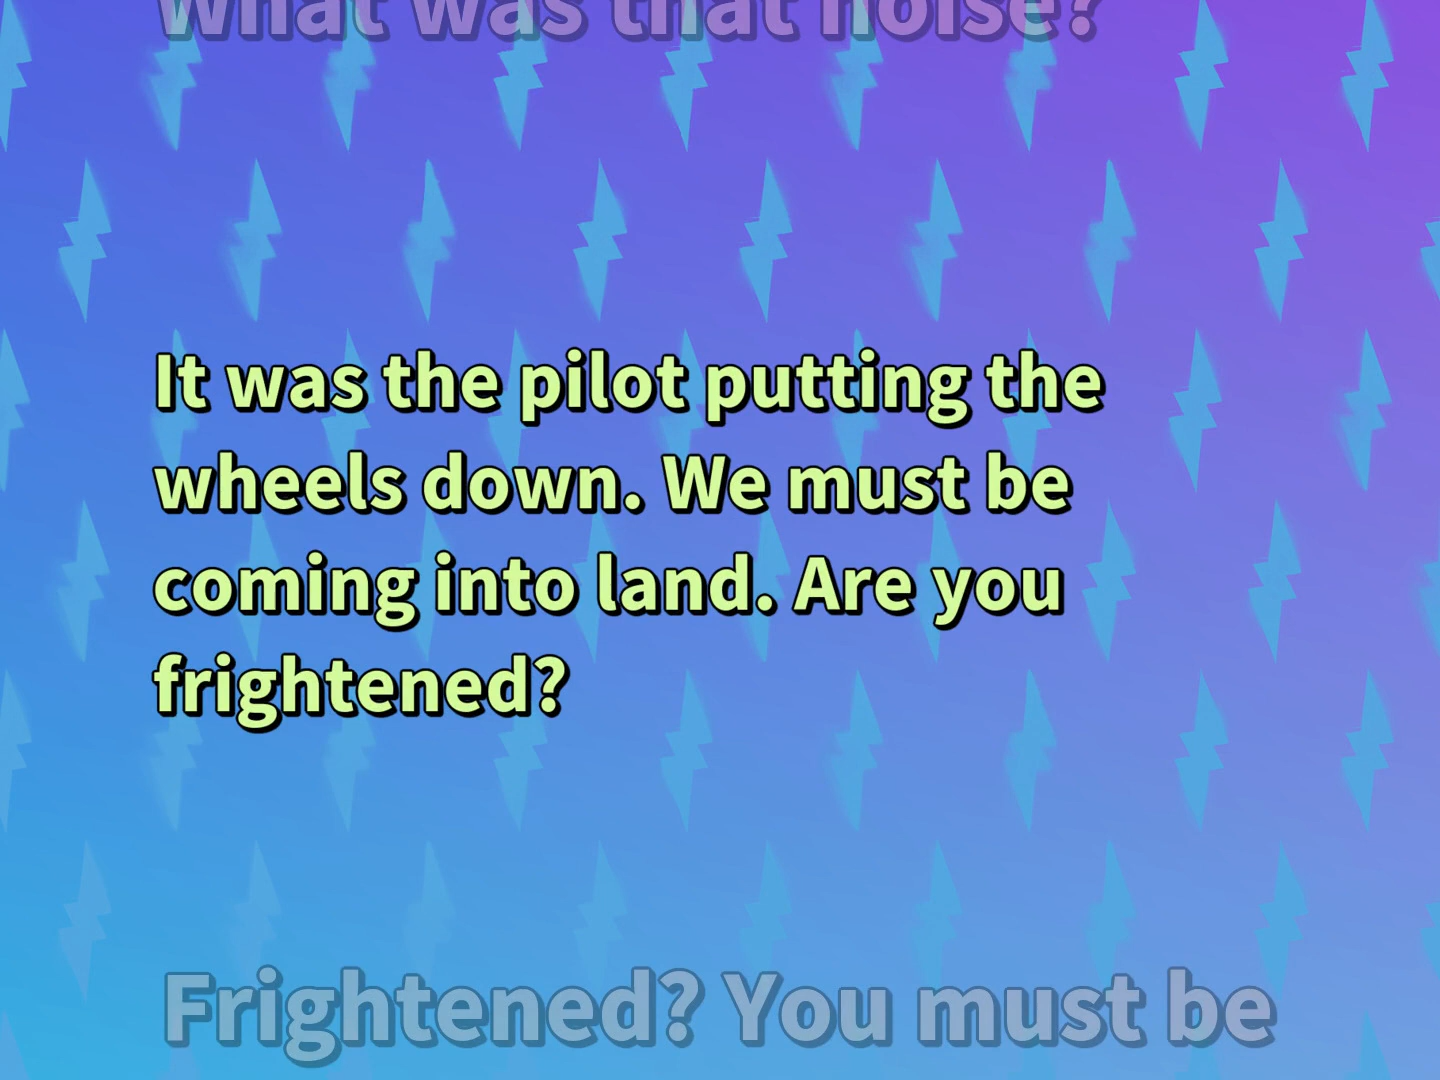 What was that noise?
It was the pilot putting the
wheels down. We must be
coming into land. Are you
frightened?
Frightened? You must be